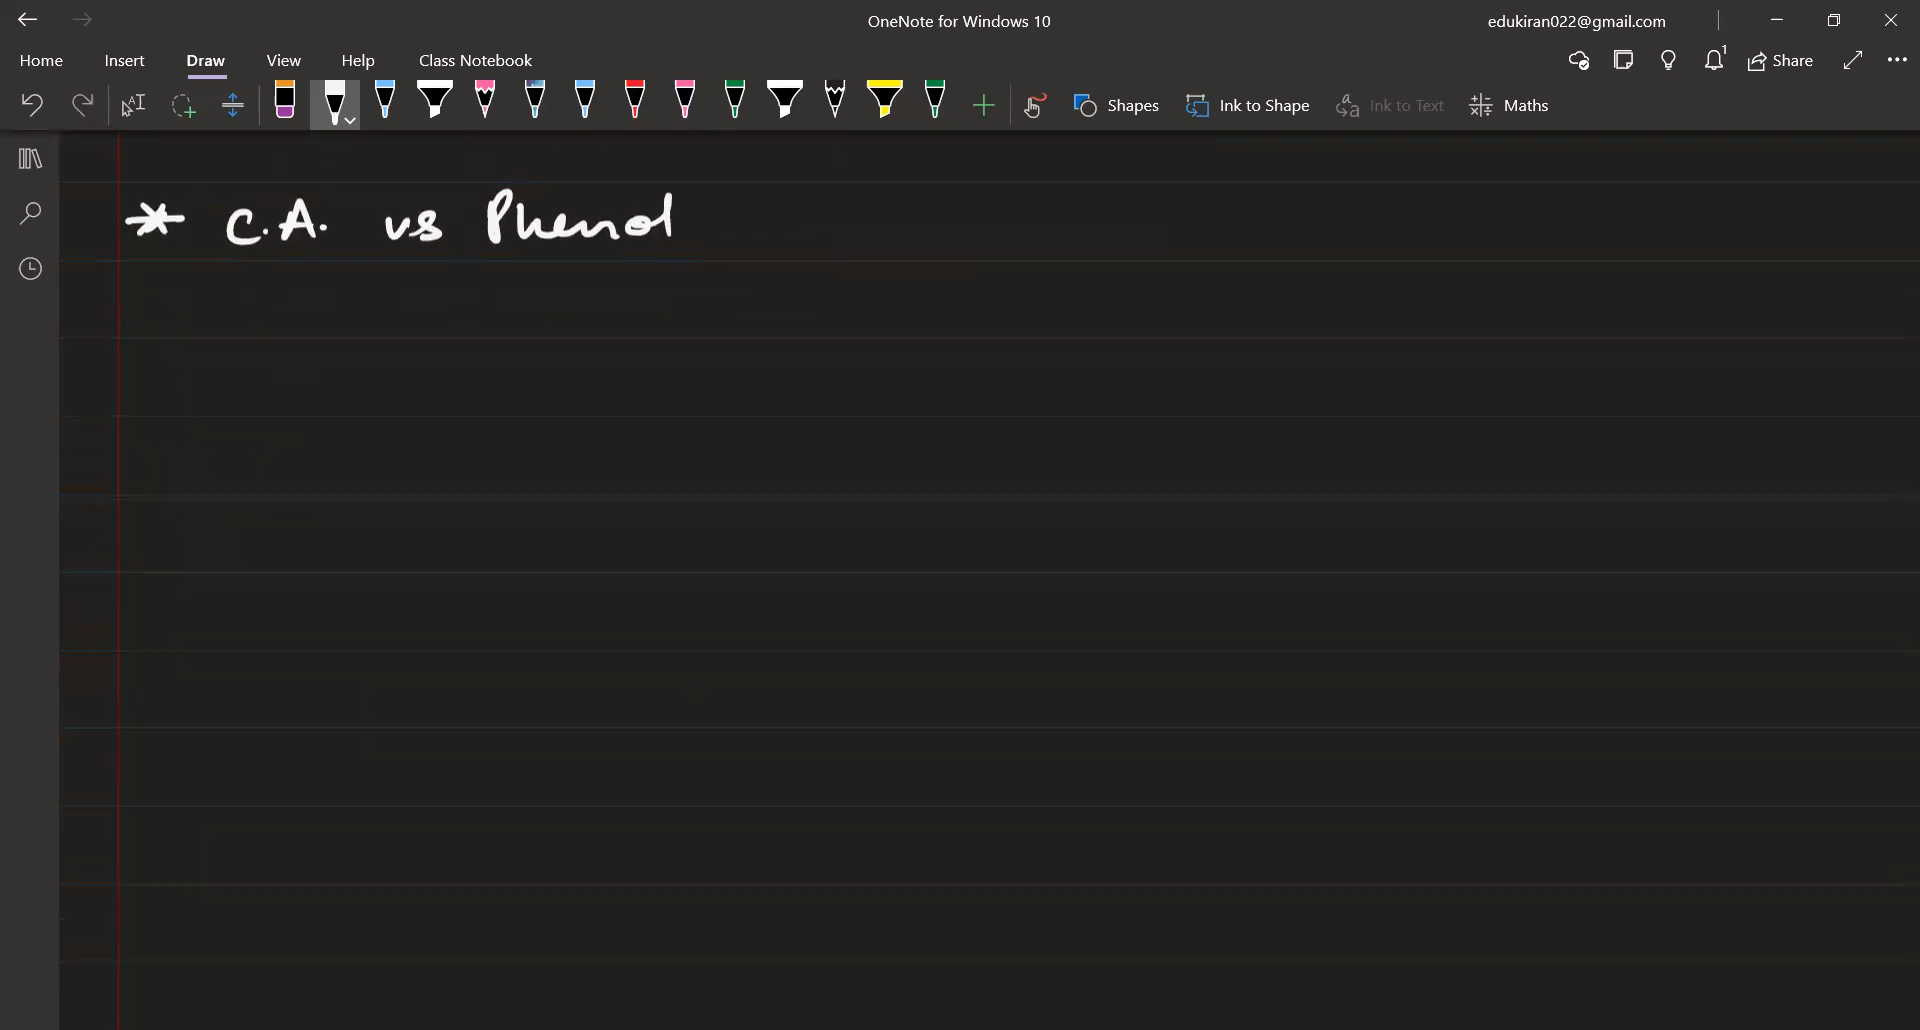 OneNote for Windows 10
edukiran022@gmail.com
Home Insert Draw View Help Class Notebook
1 Share
Shapes Ink to Shape Ink to Text Maths
* C.A. vs Phenol